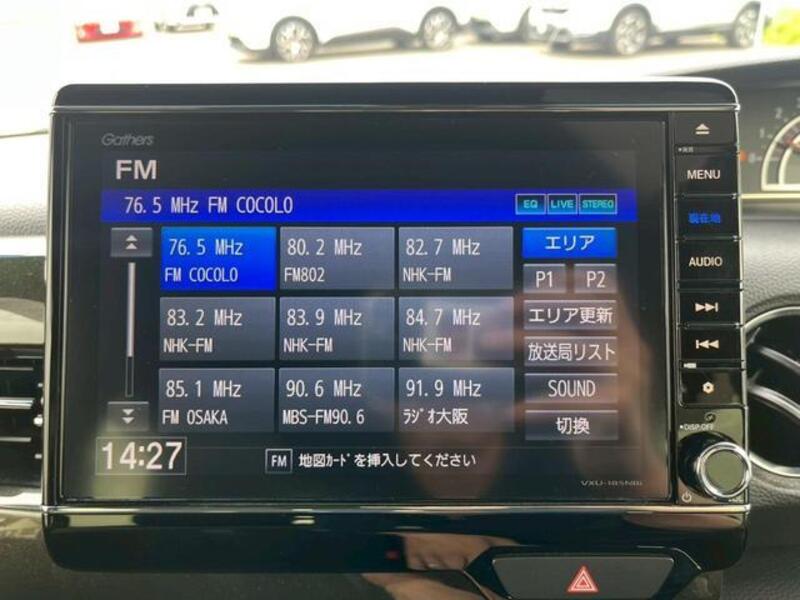 Gathers
FM
76.5 MHz FM COCOLO
EQ LIVE STEREO
76.5 MHz
FM COCOLO
80.2 MHz
FM802
82.7 MHz
NHK-FM
83.2 MHz
NHK-FM
83.9 MHz
NHK-FM
84.7 MHz
NHK-FM
85.1 MHz
FM OSAKA
90.6 MHz
MBS-FM90.6
91.9 MHz
ﾗｼﾞｵ大阪
エリア
P1 P2
エリア更新
放送局リスト
SOUND
切換
14:27
FM 地図ｶｰﾄﾞを挿入してください
VXU-185NBi
MENU
現在地
AUDIO
DISP OFF